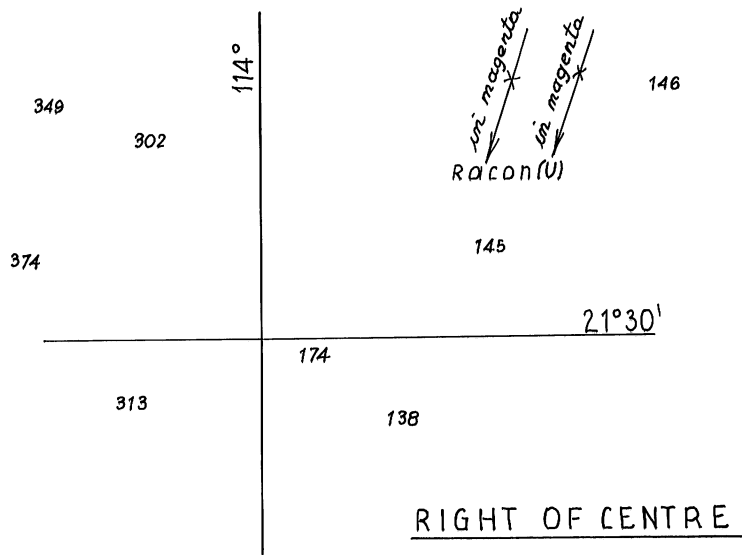 in magenta
in magenta
114°
146
349
302
Racon(U)
145
374
21°30'
174
313
138
RIGHT OF CENTRE